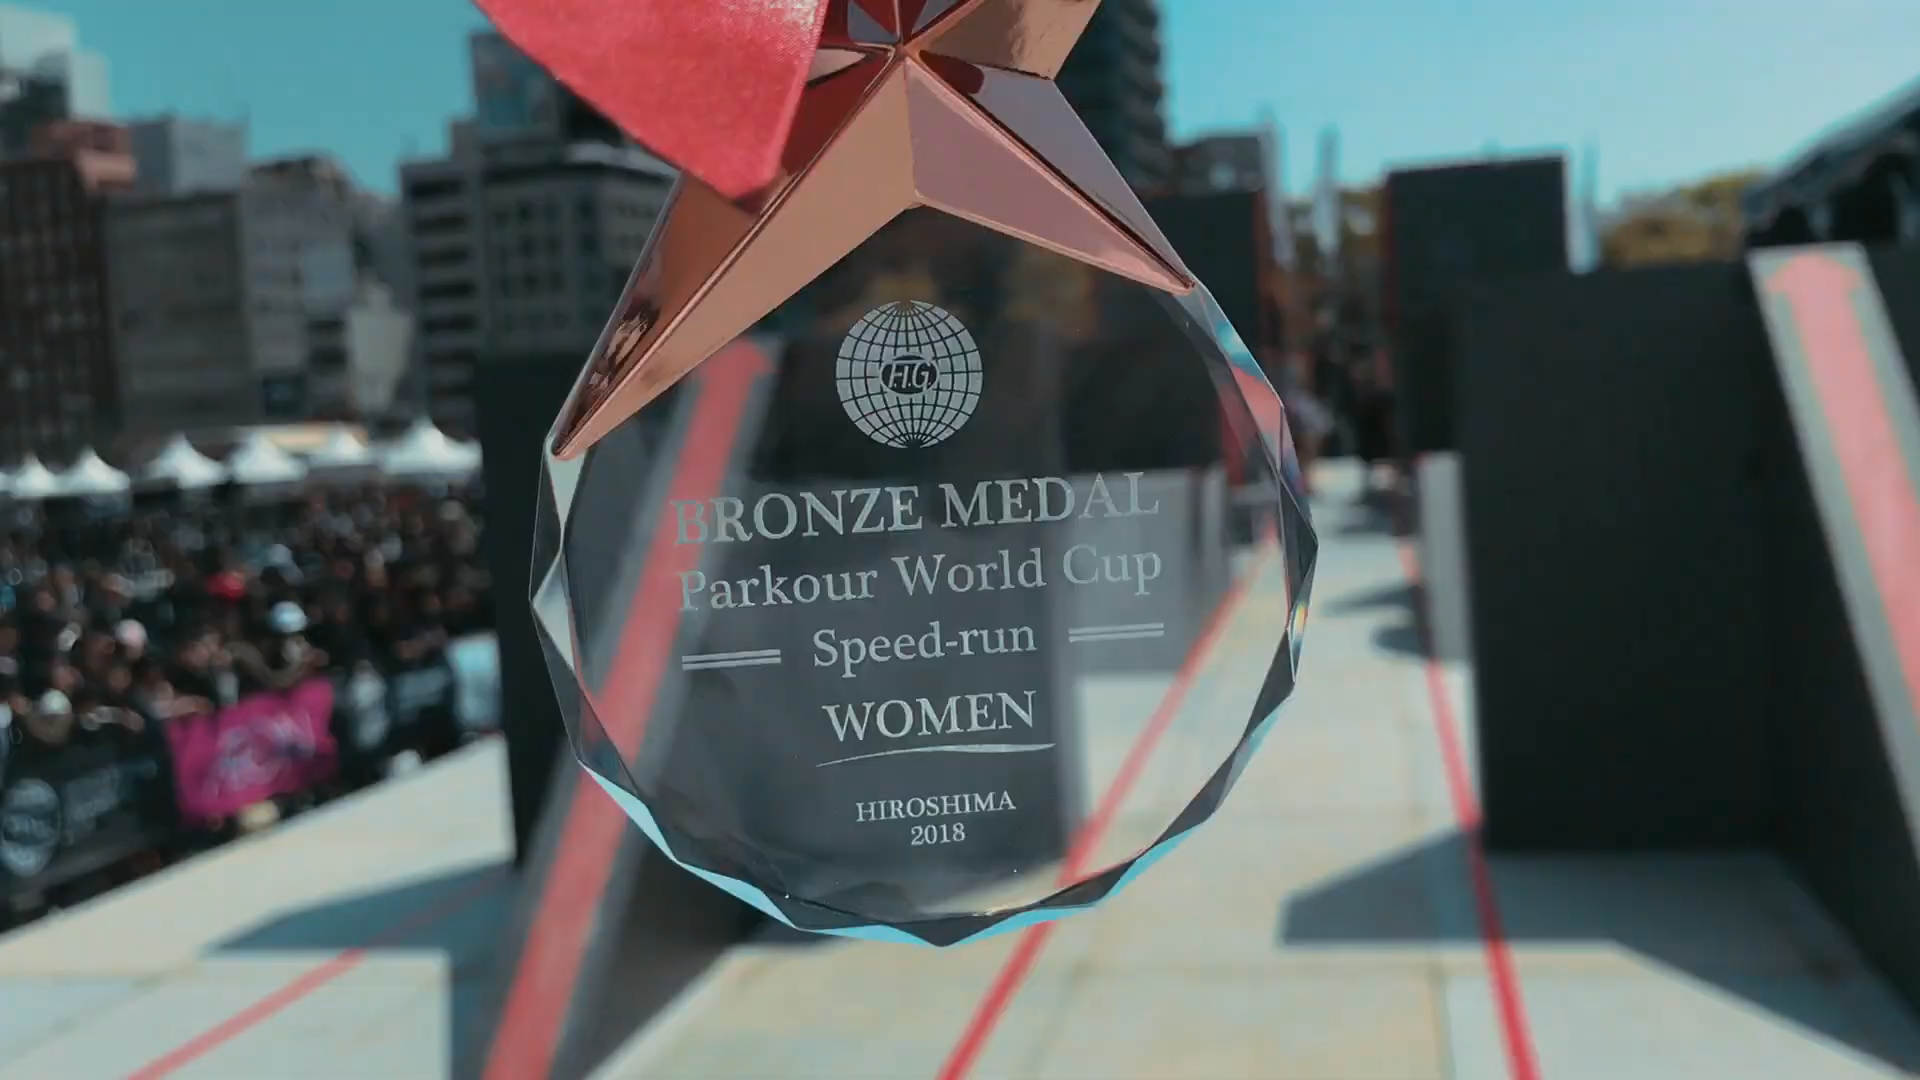 F.I.G
BRONZE MEDAL
Parkour World Cup
Speed-run
WOMEN
HIROSHIMA
2018